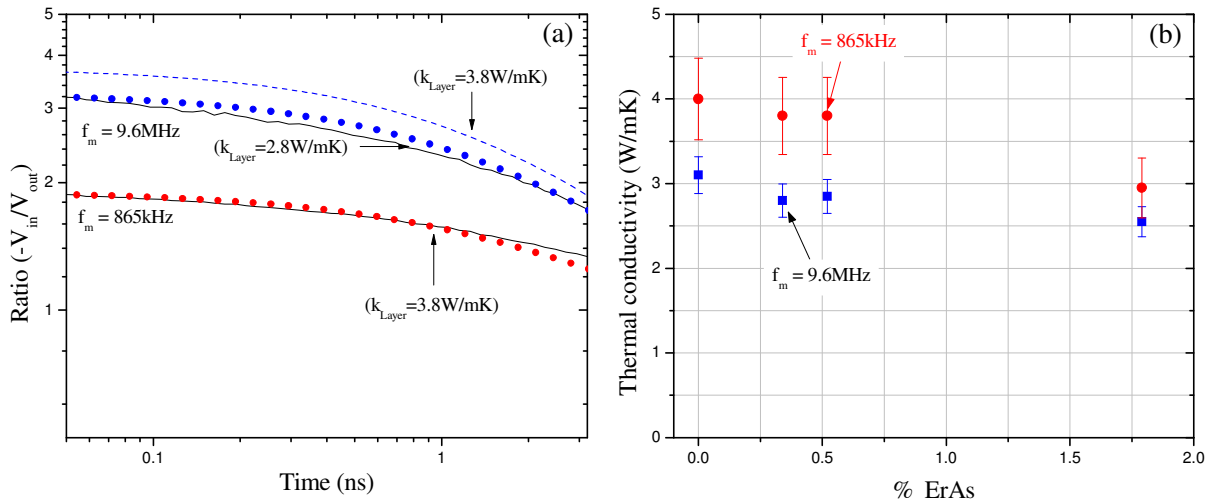 (a)
5
4
3
2
1
Ratio (-V_in/V_out)
(k_Layer=3.8W/mK)
f_m = 9.6MHz
(k_Layer=2.8W/mK)
f_m = 865kHz
(k_Layer=3.8W/mK)
0.1
1
Time (ns)
(b)
5
4
3
2
1
0
Thermal conductivity (W/mK)
f_m = 865kHz
f_m = 9.6MHz
0.0
0.5
1.0
1.5
2.0
% ErAs